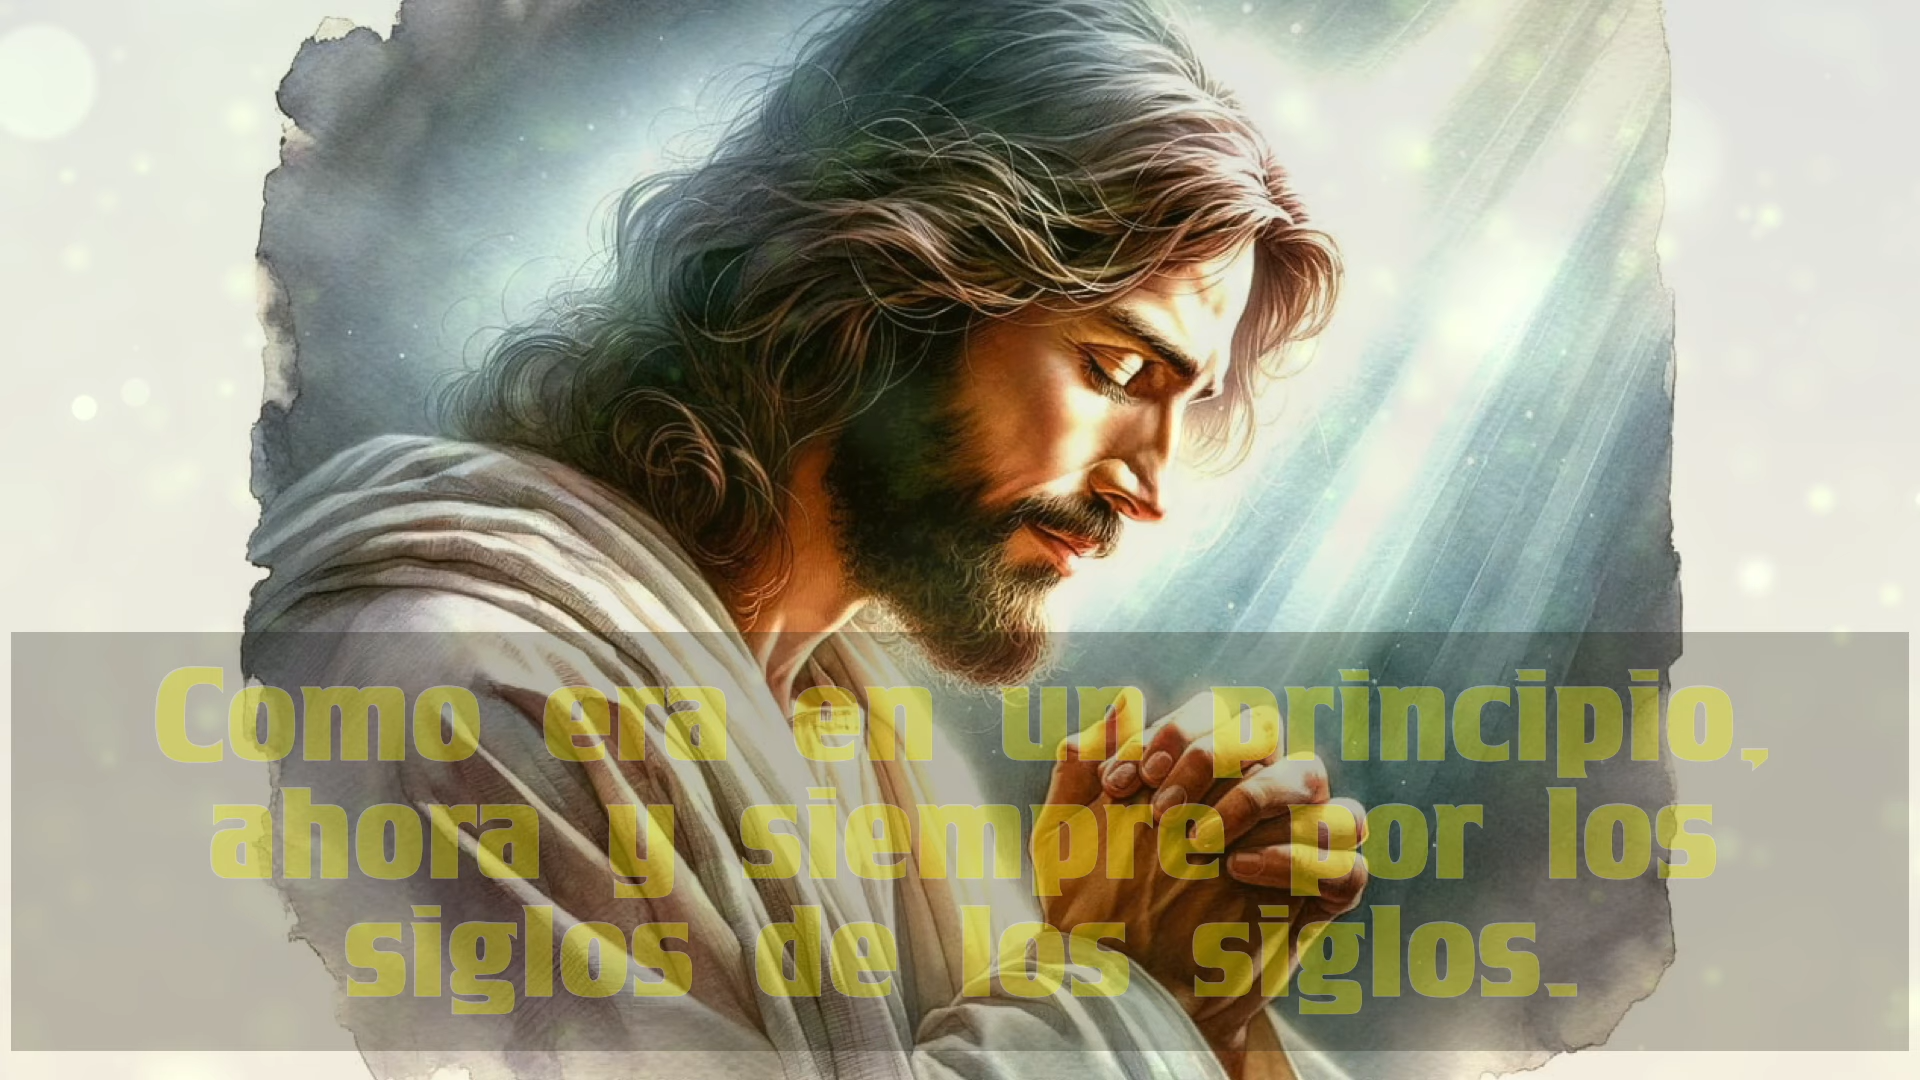 Como era en un principio,
ahora y siempre por los
siglos de los siglos.